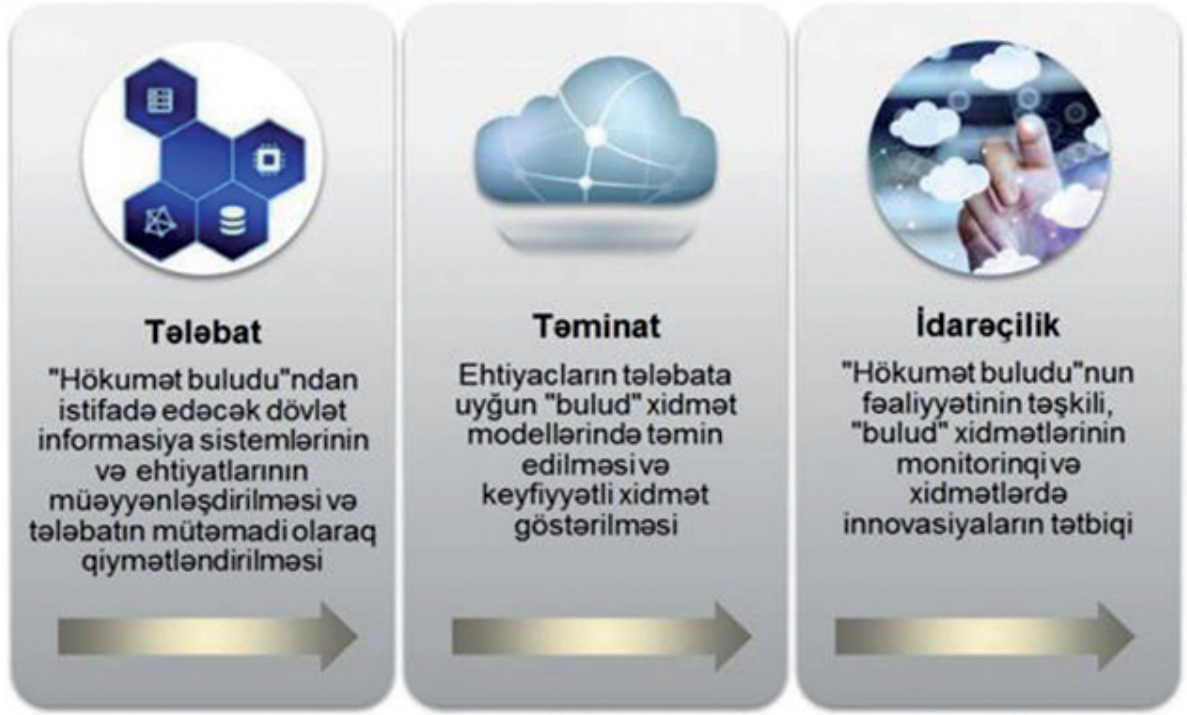 Tələbat
"Hökumət buludu"ndan
istifadə edəcək dövlət
informasiya sistemlərinin
və ehtiyatlarının
müəyyənləşdirilməsi və
tələbatın mütəmadi olaraq
qiymətləndirilməsi
Təminat
Ehtiyacların tələbata
uyğun "bulud" xidmət
modellərində təmin
edilməsi və
keyfiyyətli xidmət
göstərilməsi
İdarəçilik
"Hökumət buludu"nun
fəaliyyətinin təşkili,
"bulud" xidmətlərinin
monitorinqi və
xidmətlərdə
innovasiyaların tətbiqi